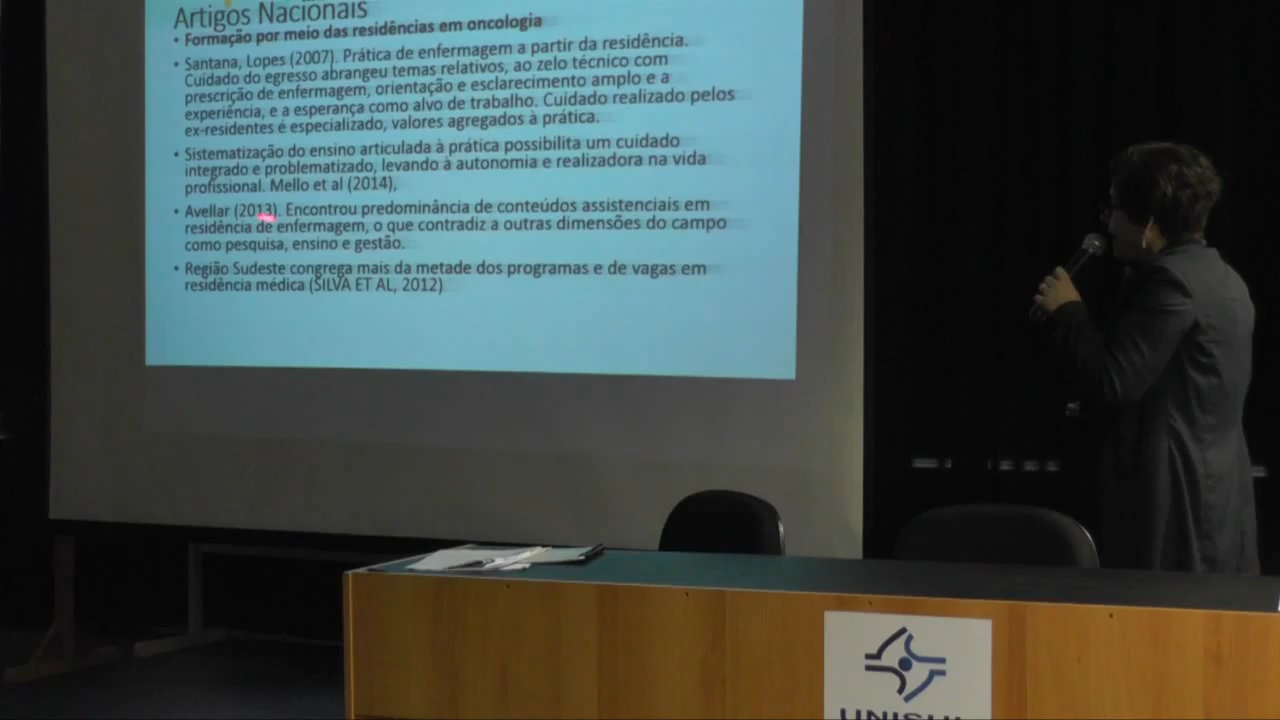 Artigos Nacionais
• Formação por meio das residências em oncologia
• Santana, Lopes (2007). Prática de enfermagem a partir da residência.
Cuidado do egresso abrangeu temas relativos, ao zelo técnico com
prescrição de enfermagem, orientação e esclarecimento amplo e a
experiência, e a esperança como alvo de trabalho. Cuidado realizado pelos
ex-residentes é especializado, valores agregados à prática.
• Sistematização do ensino articulada à prática possibilita um cuidado
integrado e problematizado, levando à autonomia e realizadora na vida
profissional. Mello et al (2014),
• Avellar (2013). Encontrou predominância de conteúdos assistenciais em
residência de enfermagem, o que contradiz a outras dimensões do campo
como pesquisa, ensino e gestão.
• Região Sudeste congrega mais da metade dos programas e de vagas em
residência médica (SILVA ET AL, 2012)
UNISUL